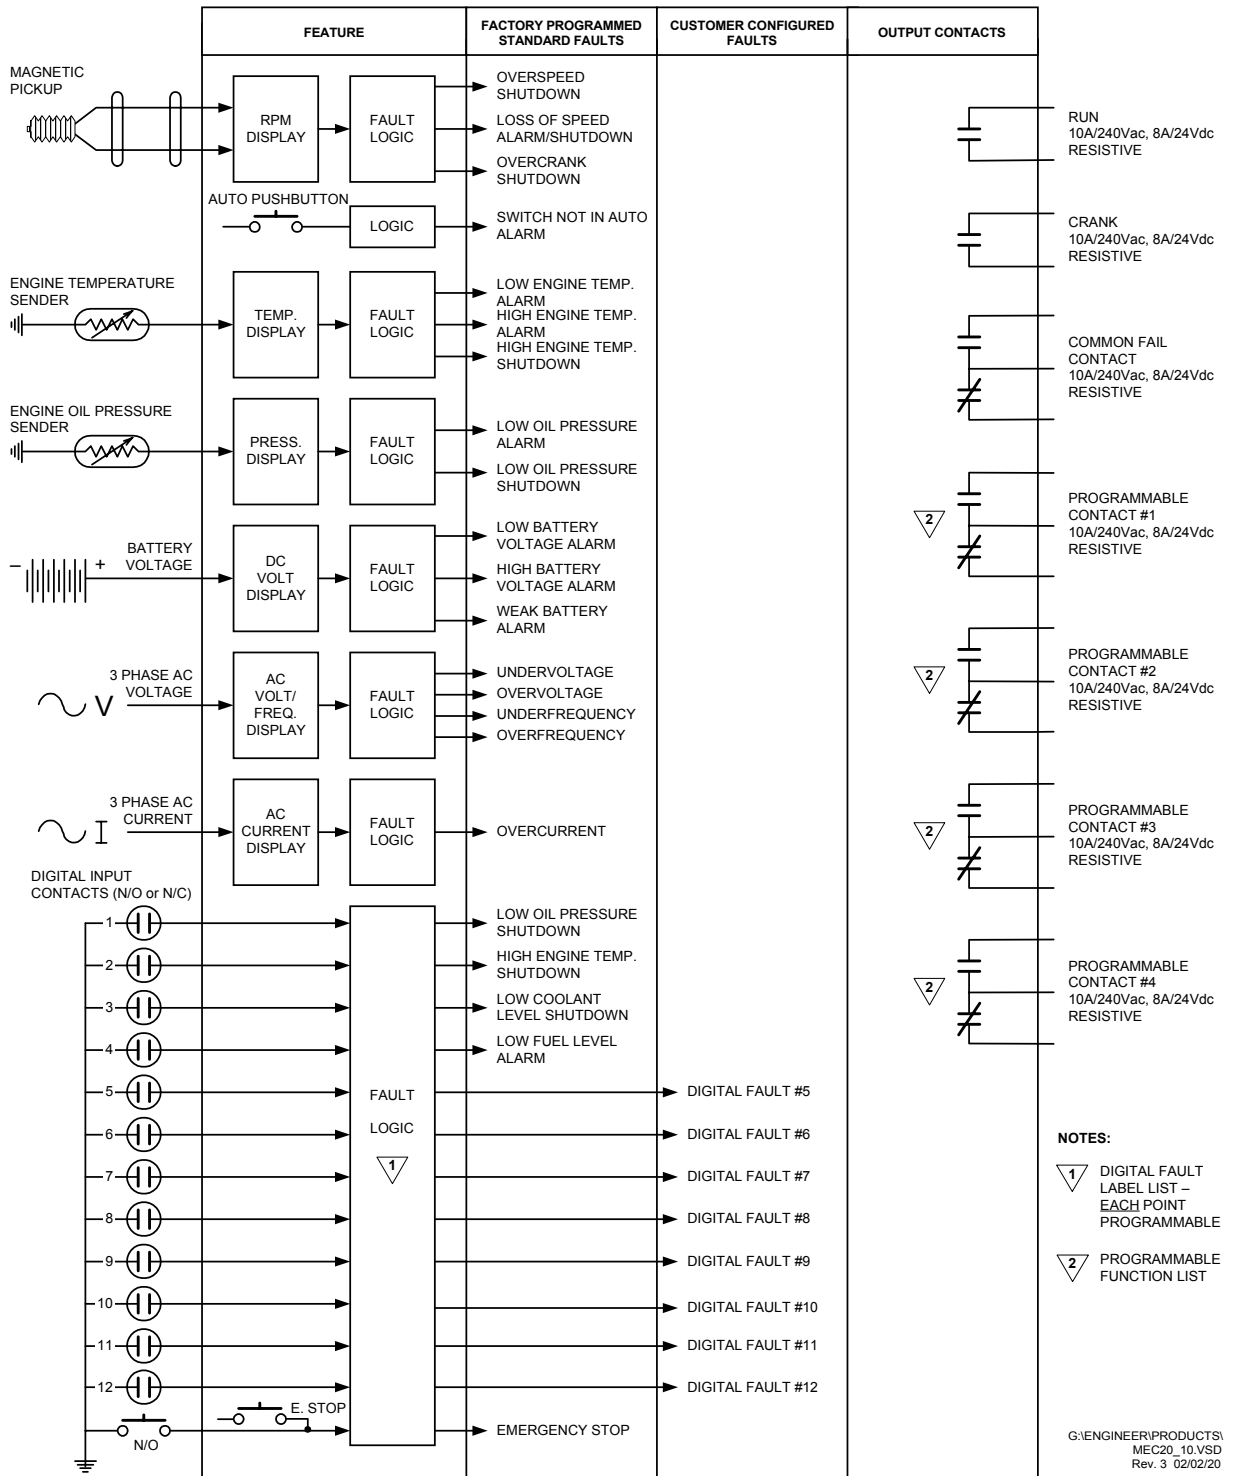 FEATURE
FACTORY PROGRAMMED
STANDARD FAULTS
CUSTOMER CONFIGURED
FAULTS
OUTPUT CONTACTS
MAGNETIC
PICKUP
RPM
DISPLAY
FAULT
LOGIC
OVERSPEED
SHUTDOWN
LOSS OF SPEED
ALARM/SHUTDOWN
OVERCRANK
SHUTDOWN
AUTO PUSHBUTTON
LOGIC
SWITCH NOT IN AUTO
ALARM
ENGINE TEMPERATURE
SENDER
TEMP.
DISPLAY
FAULT
LOGIC
LOW ENGINE TEMP.
ALARM
HIGH ENGINE TEMP.
ALARM
HIGH ENGINE TEMP.
SHUTDOWN
ENGINE OIL PRESSURE
SENDER
PRESS.
DISPLAY
FAULT
LOGIC
LOW OIL PRESSURE
ALARM
LOW OIL PRESSURE
SHUTDOWN
–
+
BATTERY
VOLTAGE
DC
VOLT
DISPLAY
FAULT
LOGIC
LOW BATTERY
VOLTAGE ALARM
HIGH BATTERY
VOLTAGE ALARM
WEAK BATTERY
ALARM
V
3 PHASE AC
VOLTAGE
AC
VOLT/
FREQ.
DISPLAY
FAULT
LOGIC
UNDERVOLTAGE
OVERVOLTAGE
UNDERFREQUENCY
OVERFREQUENCY
I
3 PHASE AC
CURRENT
AC
CURRENT
DISPLAY
FAULT
LOGIC
OVERCURRENT
DIGITAL INPUT
CONTACTS (N/O or N/C)
1
2
3
4
5
6
7
8
9
10
11
12
N/O
E. STOP
FAULT
LOGIC
1
LOW OIL PRESSURE
SHUTDOWN
HIGH ENGINE TEMP.
SHUTDOWN
LOW COOLANT
LEVEL SHUTDOWN
LOW FUEL LEVEL
ALARM
DIGITAL FAULT #5
DIGITAL FAULT #6
DIGITAL FAULT #7
DIGITAL FAULT #8
DIGITAL FAULT #9
DIGITAL FAULT #10
DIGITAL FAULT #11
DIGITAL FAULT #12
EMERGENCY STOP
RUN
10A/240Vac, 8A/24Vdc
RESISTIVE
CRANK
10A/240Vac, 8A/24Vdc
RESISTIVE
COMMON FAIL
CONTACT
10A/240Vac, 8A/24Vdc
RESISTIVE
2
PROGRAMMABLE
CONTACT #1
10A/240Vac, 8A/24Vdc
RESISTIVE
2
PROGRAMMABLE
CONTACT #2
10A/240Vac, 8A/24Vdc
RESISTIVE
2
PROGRAMMABLE
CONTACT #3
10A/240Vac, 8A/24Vdc
RESISTIVE
2
PROGRAMMABLE
CONTACT #4
10A/240Vac, 8A/24Vdc
RESISTIVE
NOTES:
1
DIGITAL FAULT
LABEL LIST –
EACH POINT
PROGRAMMABLE
2
PROGRAMMABLE
FUNCTION LIST
G:\ENGINEER\PRODUCTS\
MEC20_10.VSD
Rev. 3 02/02/20